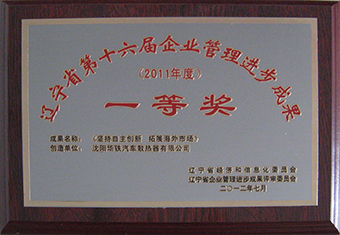 辽宁省第十六届企业管理进步成果
(2011年度)
一等奖
成果名称:《坚持自主创新 拓展海外市场》
创造单位:沈阳华铁汽车散热器有限公司
辽宁省经济和信息化委员会
辽宁省企业管理进步成果评审委员会
二〇一二年七月